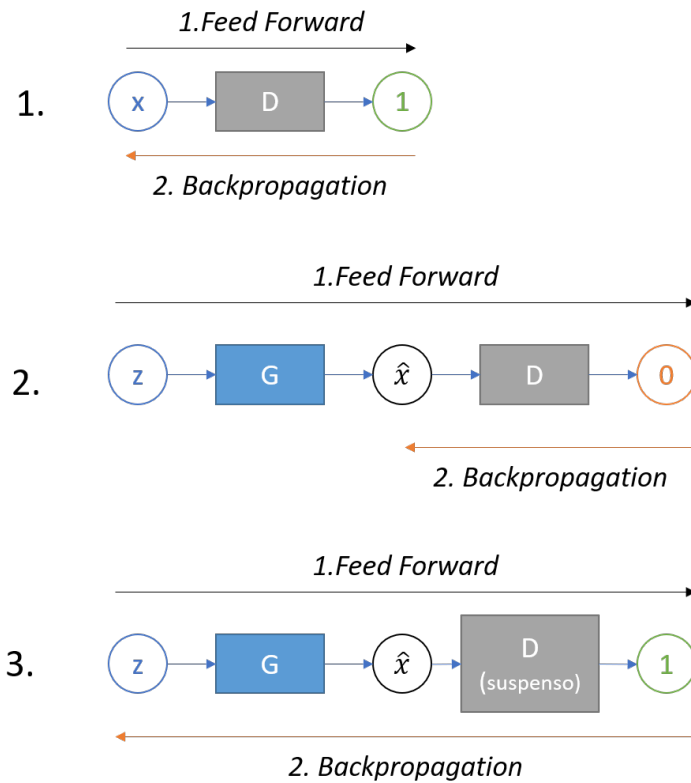 1.Feed Forward
1. x D 1
2. Backpropagation
1.Feed Forward
2. z G x̂ D 0
2. Backpropagation
1.Feed Forward
3. z G x̂ D 1
(suspenso)
2. Backpropagation